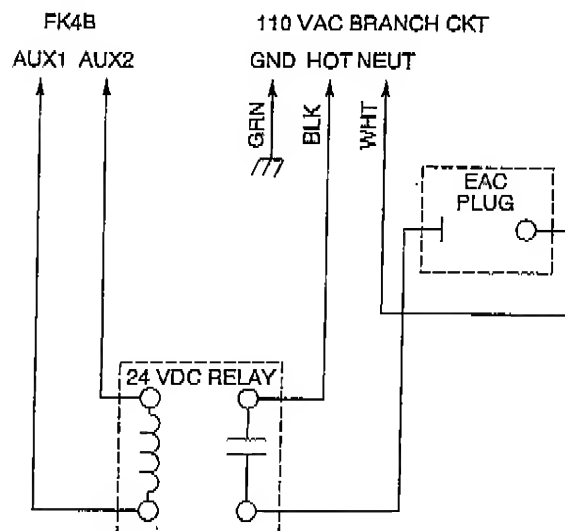 FK4B
110 VAC BRANCH CKT
AUX1 AUX2
GND HOT NEUT
GRN
BLK
WHT
EAC
PLUG
24 VDC RELAY